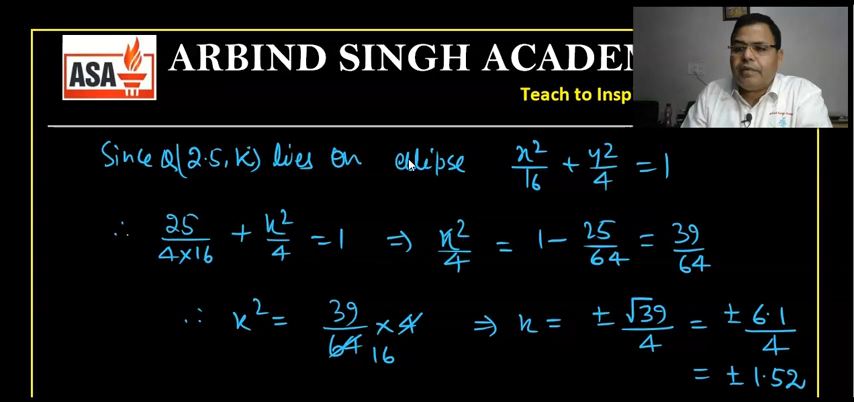 ASA
ARBIND SINGH ACADEM
Teach to Insp
Since Q(2.5, K) lies on ellipse x²/16 + y²/4 = 1
∴ 25/(4×16) + k²/4 = 1 ⇒ k²/4 = 1 − 25/64 = 39/64
∴ k² = 39/64 × 4 16 ⇒ k = ± √39/4 = ± 6.1/4
= ± 1.52